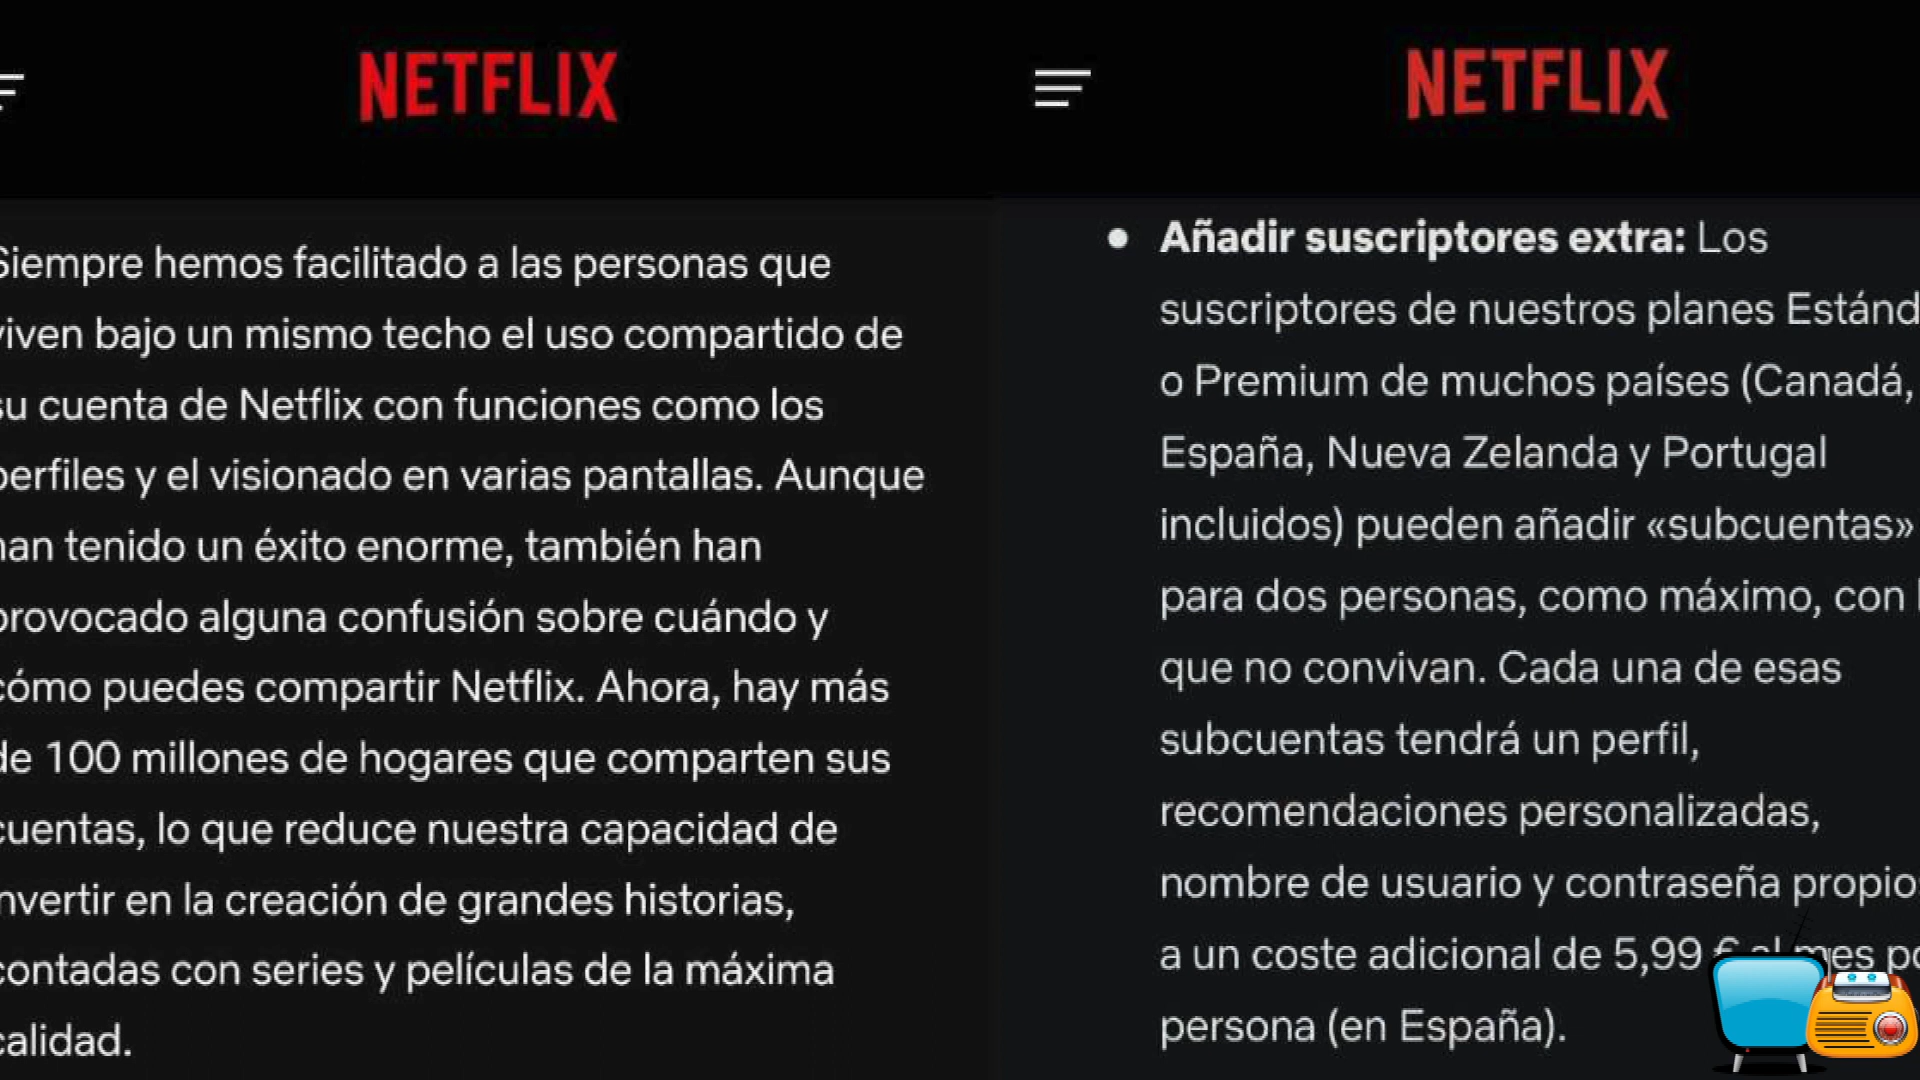 NETFLIX
Siempre hemos facilitado a las personas que
viven bajo un mismo techo el uso compartido de
su cuenta de Netflix con funciones como los
perfiles y el visionado en varias pantallas. Aunque
han tenido un éxito enorme, también han
provocado alguna confusión sobre cuándo y
cómo puedes compartir Netflix. Ahora, hay más
de 100 millones de hogares que comparten sus
cuentas, lo que reduce nuestra capacidad de
invertir en la creación de grandes historias,
contadas con series y películas de la máxima
calidad.
NETFLIX
• Añadir suscriptores extra: Los
suscriptores de nuestros planes Estánd
o Premium de muchos países (Canadá,
España, Nueva Zelanda y Portugal
incluidos) pueden añadir «subcuentas»
para dos personas, como máximo, con
que no convivan. Cada una de esas
subcuentas tendrá un perfil,
recomendaciones personalizadas,
nombre de usuario y contraseña propio
a un coste adicional de 5,99 € al mes po
persona (en España).